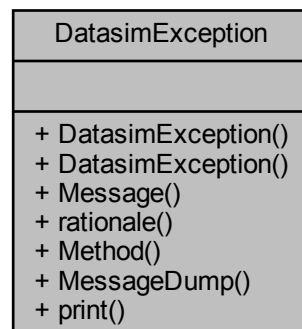 DatasimException
+ DatasimException()
+ DatasimException()
+ Message()
+ rationale()
+ Method()
+ MessageDump()
+ print()